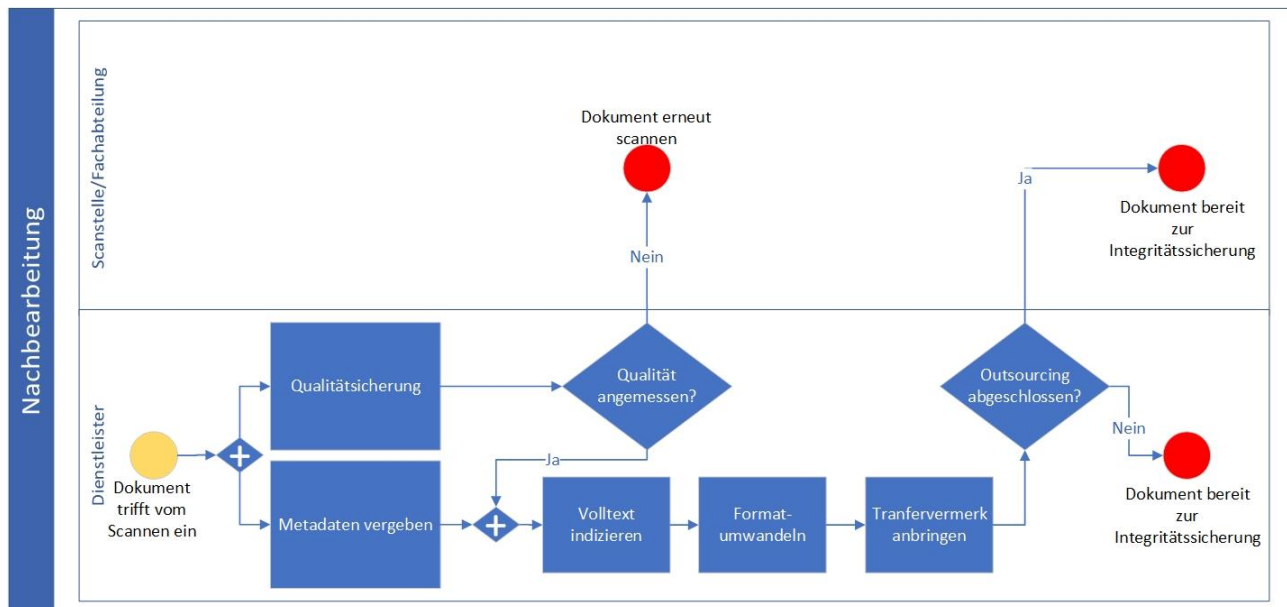 Nachbearbeitung
Scanstelle/Fachabteilung
Dokument erneut
scannen
Nein
Ja
Dokument bereit
zur
Integritätssicherung
Dienstleister
Dokument
trifft vom
Scannen ein
Qualitätsicherung
Metadaten vergeben
Qualität
angemessen?
Ja
Volltext
indizieren
Format-
umwandeln
Tranfervermerk
anbringen
Outsourcing
abgeschlossen?
Nein
Dokument bereit
zur
Integritätssicherung